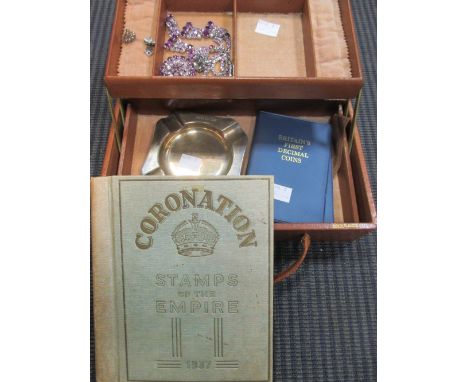 BRITAIN'S
FIRST
DECIMAL
COINS
CORONATION
STAMPS
OF THE
EMPIRE
1937